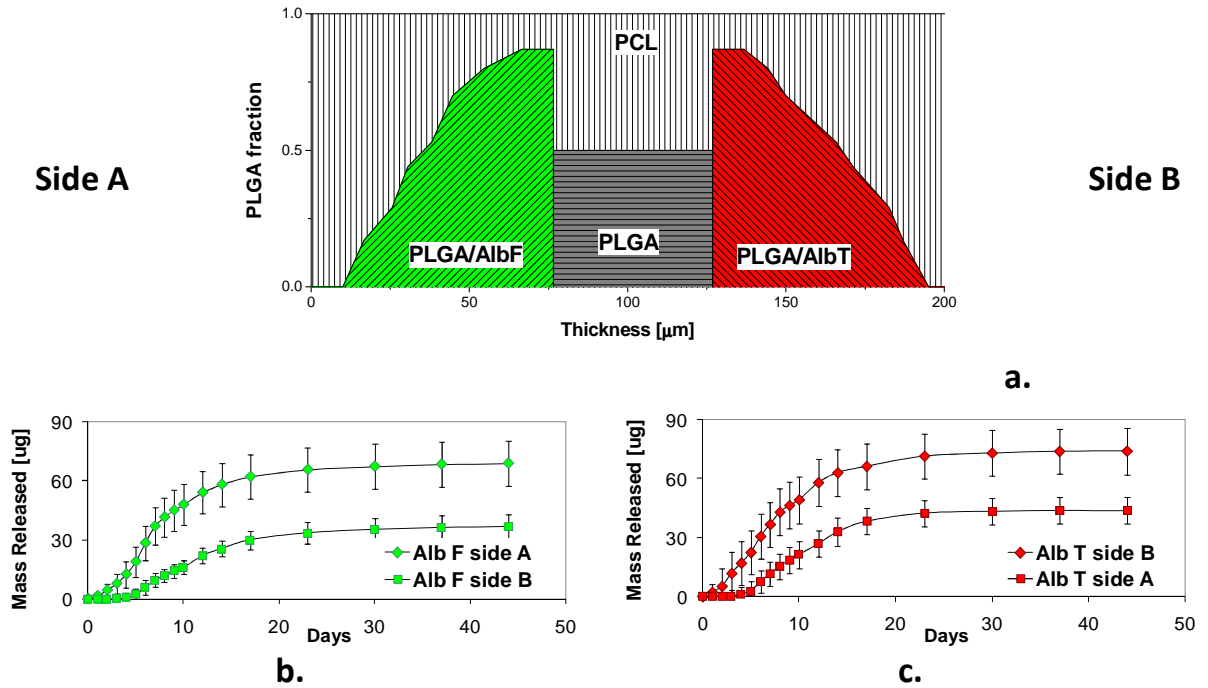 1.0
PCL
PLGA fraction
0.5
Side A
Side B
PLGA
PLGA/AlbF
PLGA/AlbT
0.0
0
50
100
150
200
Thickness [μm]
a.
Mass Released [ug]
90
60
30
0
Alb F side A
Alb F side B
0 10 20 30 40 50
Days
b.
Mass Released [ug]
90
60
30
0
Alb T side B
Alb T side A
0 10 20 30 40 50
Days
c.